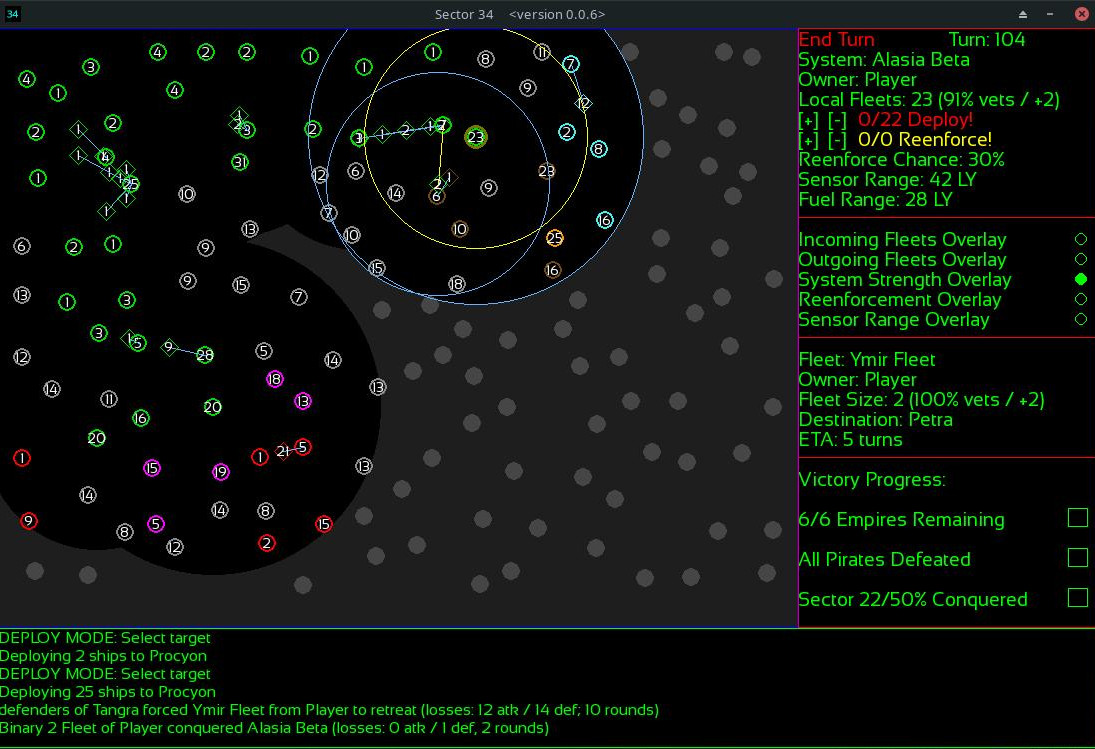 34 Sector 34 <version 0.0.6>
End Turn Turn: 104
System: Alasia Beta
Owner: Player
Local Fleets: 23 (91% vets / +2)
[+] [-] 0/22 Deploy!
[+] [-] 0/0 Reenforce!
Reenforce Chance: 30%
Sensor Range: 42 LY
Fuel Range: 28 LY
Incoming Fleets Overlay
Outgoing Fleets Overlay
System Strength Overlay
Reenforcement Overlay
Sensor Range Overlay
Fleet: Ymir Fleet
Owner: Player
Fleet Size: 2 (100% vets / +2)
Destination: Petra
ETA: 5 turns
Victory Progress:
6/6 Empires Remaining
All Pirates Defeated
Sector 22/50% Conquered
4 2 2 1 1 8 11 7
3 1
4 4 9 12
1
2 2 2 3 1 2 23 2 8
4 31 6 23
1 25 10 12 14 9
7 6 16
13 10 10 25
6 2 1 9 15 16
9 15 18
13 1 3 7
3 5 9 28 5
12 14
14 18 13
11 20 13
16
20
1 1 21 5
15 19 13
14
9 14 8 15
8 5
12 2
DEPLOY MODE: Select target
Deploying 2 ships to Procyon
DEPLOY MODE: Select target
Deploying 25 ships to Procyon
defenders of Tangra forced Ymir Fleet from Player to retreat (losses: 12 atk / 14 def; 10 rounds)
Binary 2 Fleet of Player conquered Alasia Beta (losses: 0 atk / 1 def, 2 rounds)